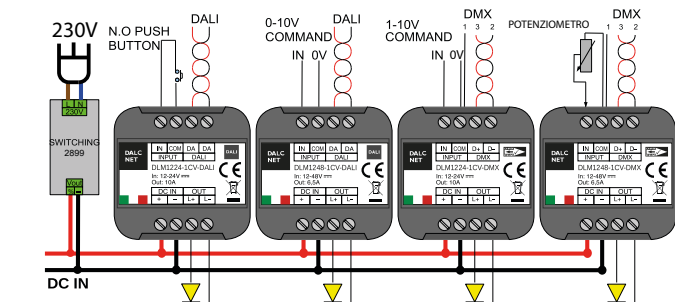 230V
L N
230V
SWITCHING
2899
Vout
DC IN
N.O PUSH
BUTTON
DALI
DALC
NET
IN COM DA DA
INPUT DALI
DALI
DLM1224-1CV-DALI
In: 12-24V
Out: 10A
CE
DC IN OUT
+ - L+ L-
0-10V
COMMAND
IN 0V
DALI
DALC
NET
IN COM DA DA
INPUT DALI
DALI
DLM1248-1CV-DALI
In: 12-48V
Out: 6,5A
CE
DC IN OUT
+ - L+ L-
1-10V
COMMAND
IN 0V
DMX
1 3 2
DALC
NET
IN COM D+ D-
INPUT DMX
DLM1224-1CV-DMX
In: 12-24V
Out: 10A
CE
DC IN OUT
+ - L+ L-
POTENZIOMETRO
DMX
1 3 2
DALC
NET
IN COM D+ D-
INPUT DMX
DLM1248-1CV-DMX
In: 12-48V
Out: 6,5A
CE
DC IN OUT
+ - L+ L-